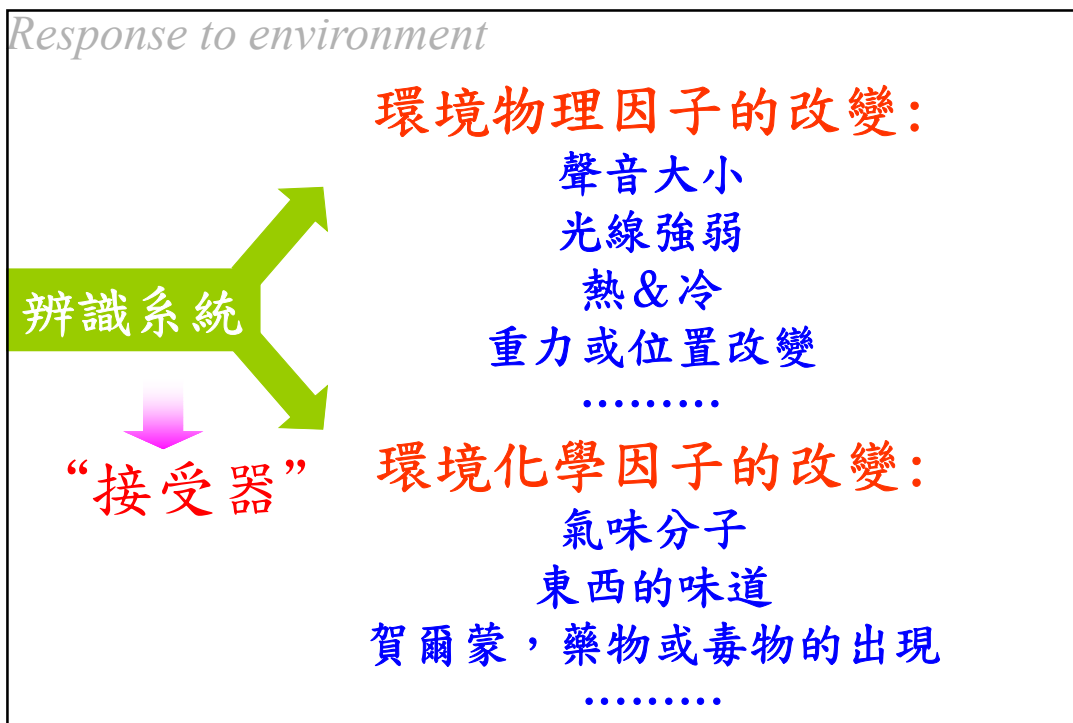 Response to environment
環境物理因子的改變:
聲音大小
光線強弱
熱&冷
重力或位置改變
………
辨識系統
“接受器”
環境化學因子的改變:
氣味分子
東西的味道
賀爾蒙，藥物或毒物的出現
………